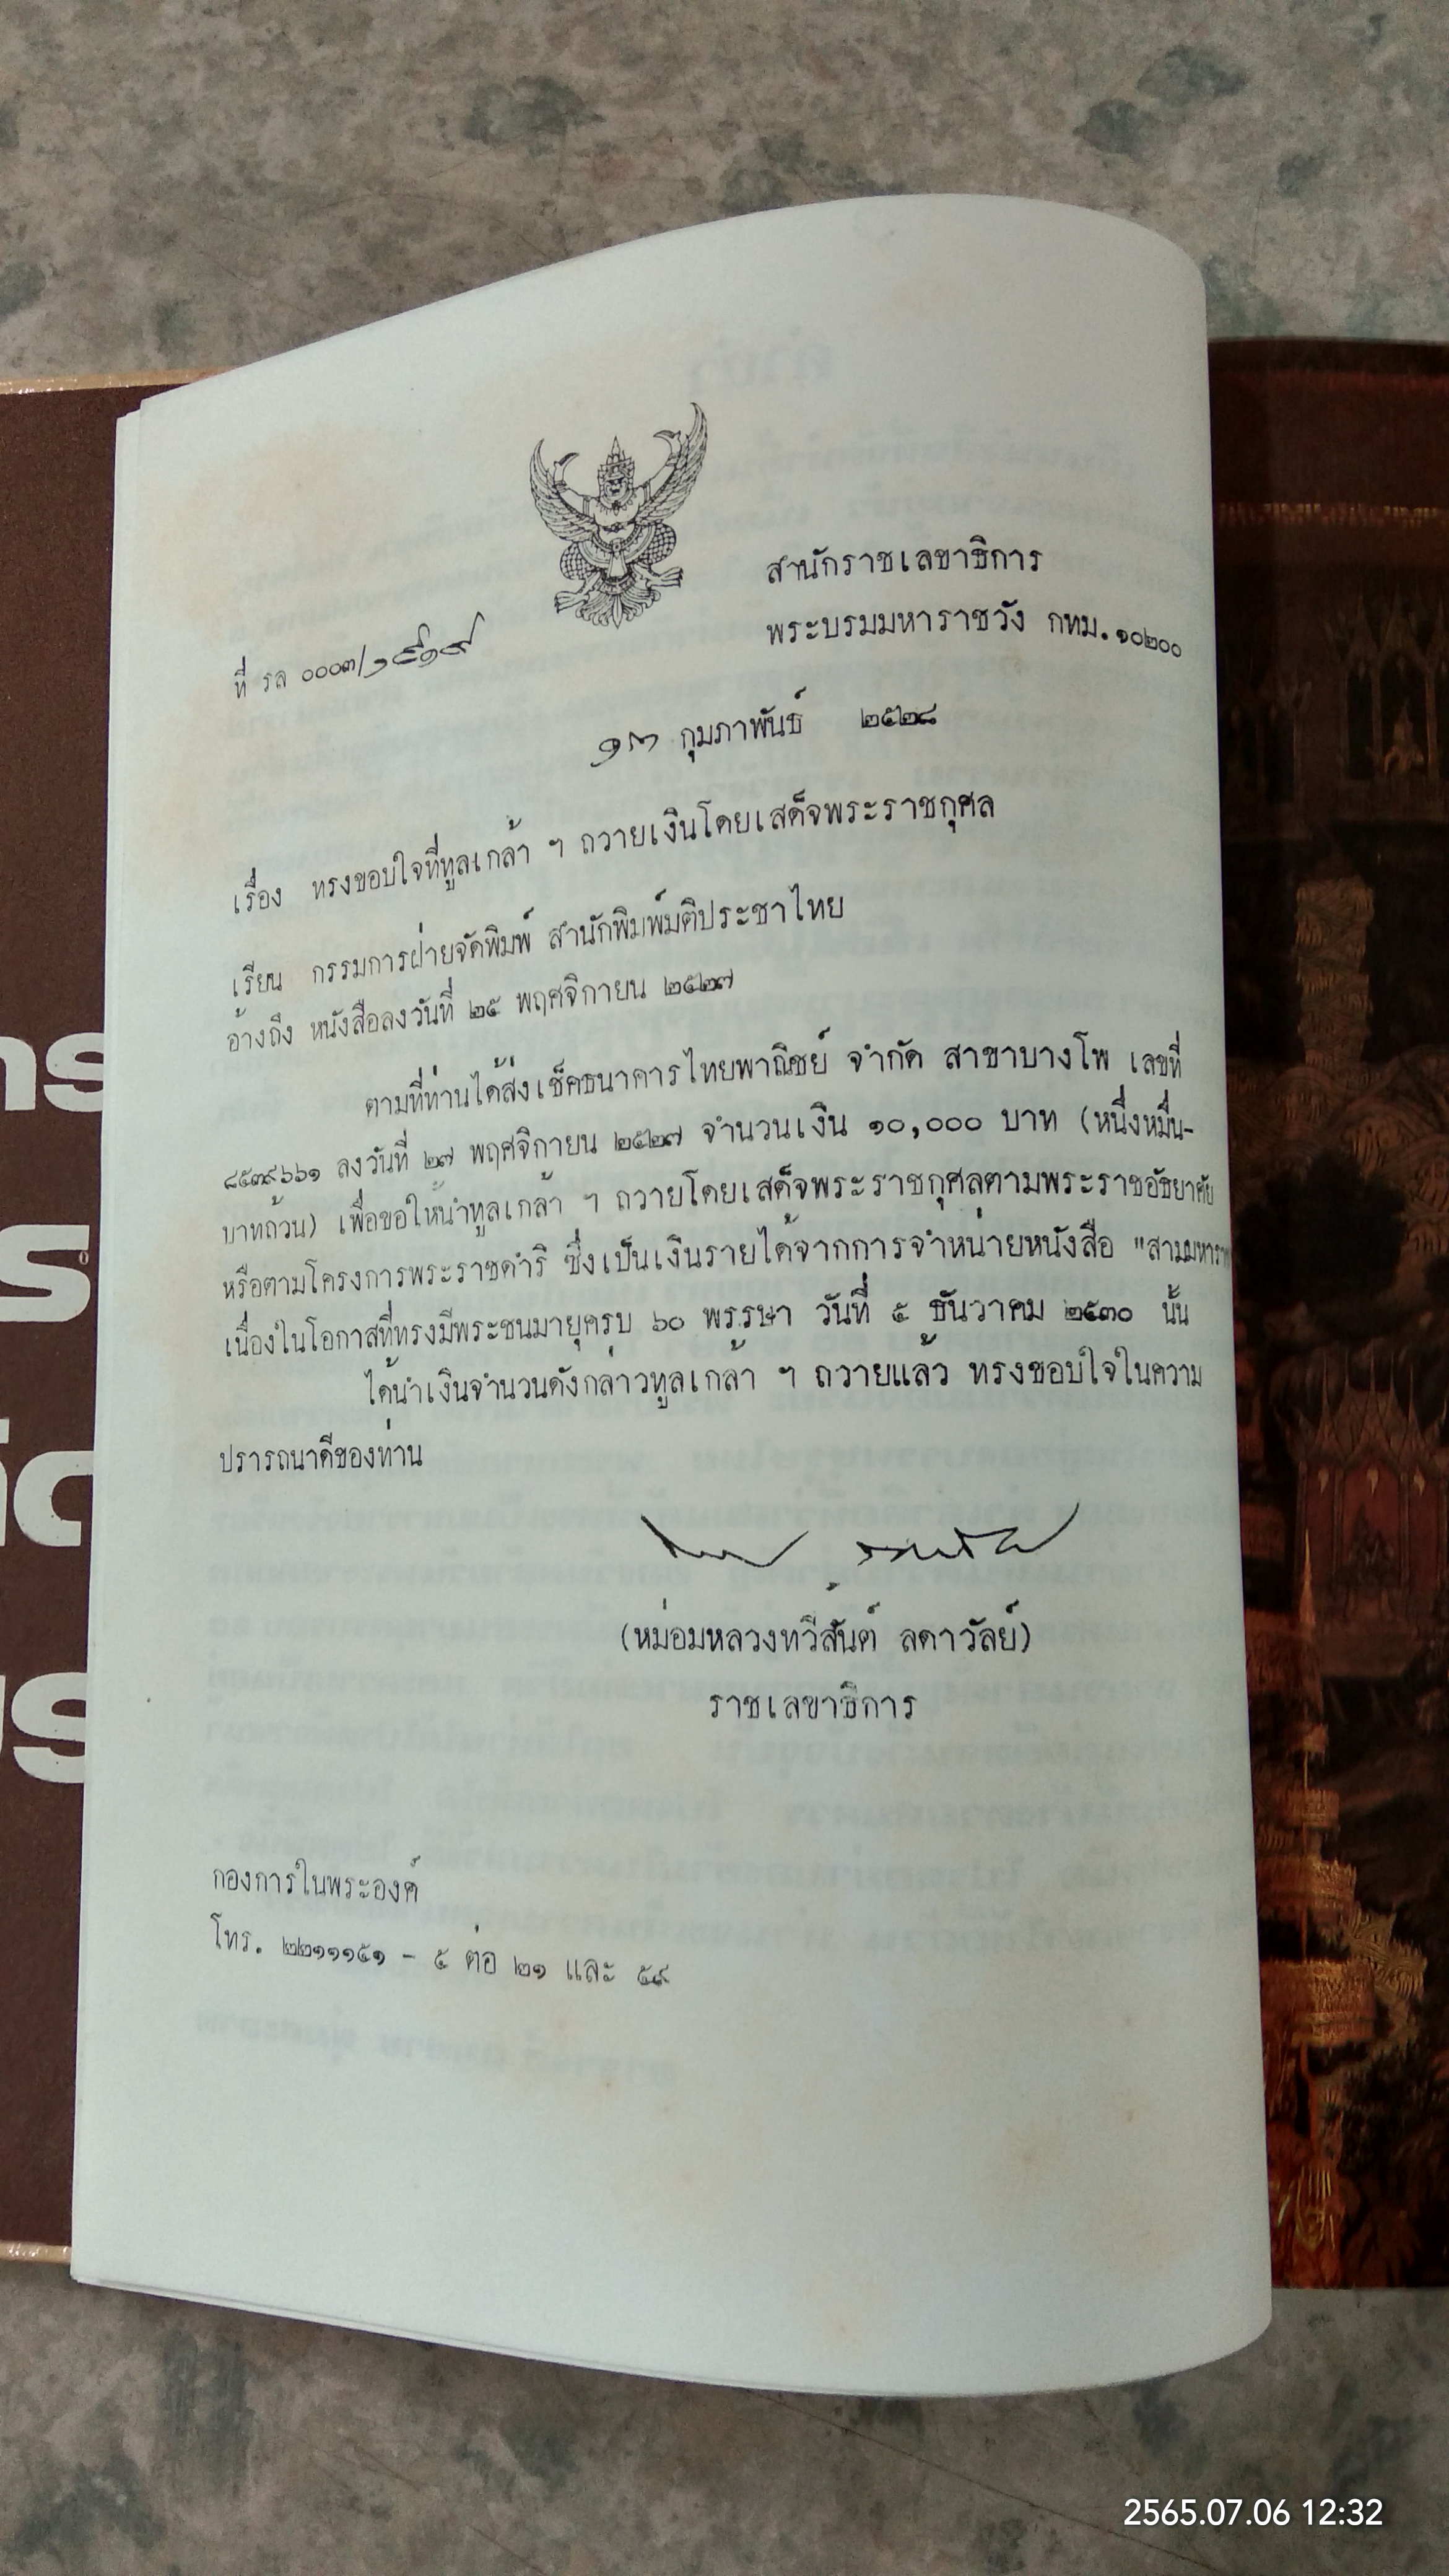 สำนักราชเลขาธิการ
พระบรมมหาราชวัง กทม. ๑๐๒๐๐
ที่ รล ๐๐๐๓/๑๕๑๙
๑๓ กุมภาพันธ์ ๒๕๒๘
เรื่อง ทรงขอบใจที่ทูลเกล้า ฯ ถวายเงินโดยเสด็จพระราชกุศล
เรียน กรรมการฝ่ายจัดพิมพ์ สำนักพิมพ์มติประชาไทย
อ้างถึง หนังสือลงวันที่ ๒๕ พฤศจิกายน ๒๕๒๗
ตามที่ท่านได้ส่งเช็คธนาคารไทยพาณิชย์ จำกัด สาขาบางโพ เลขที่
๘๕๓๙๖๖๑ ลงวันที่ ๒๗ พฤศจิกายน ๒๕๒๗ จำนวนเงิน ๑๐,๐๐๐ บาท (หนึ่งหมื่น-
บาทถ้วน) เพื่อขอให้นำทูลเกล้า ฯ ถวายโดยเสด็จพระราชกุศลตามพระราชอัธยาศัย
หรือตามโครงการพระราชดำริ ซึ่งเป็นเงินรายได้จากการจำหน่ายหนังสือ "สามมหาราช
เนื่องในโอกาสที่ทรงมีพระชนมายุครบ ๖๐ พรรษา วันที่ ๕ ธันวาคม ๒๕๓๐ นั้น
ได้นำเงินจำนวนดังกล่าวทูลเกล้า ฯ ถวายแล้ว ทรงขอบใจในความ
ปรารถนาดีของท่าน
(หม่อมหลวงทวีสันต์ ลดาวัลย์)
ราชเลขาธิการ
กองการในพระองค์
โทร. ๒๒๑๑๑๕๑ - ๕ ต่อ ๒๑ และ ๕๙
2565.07.06 12:32